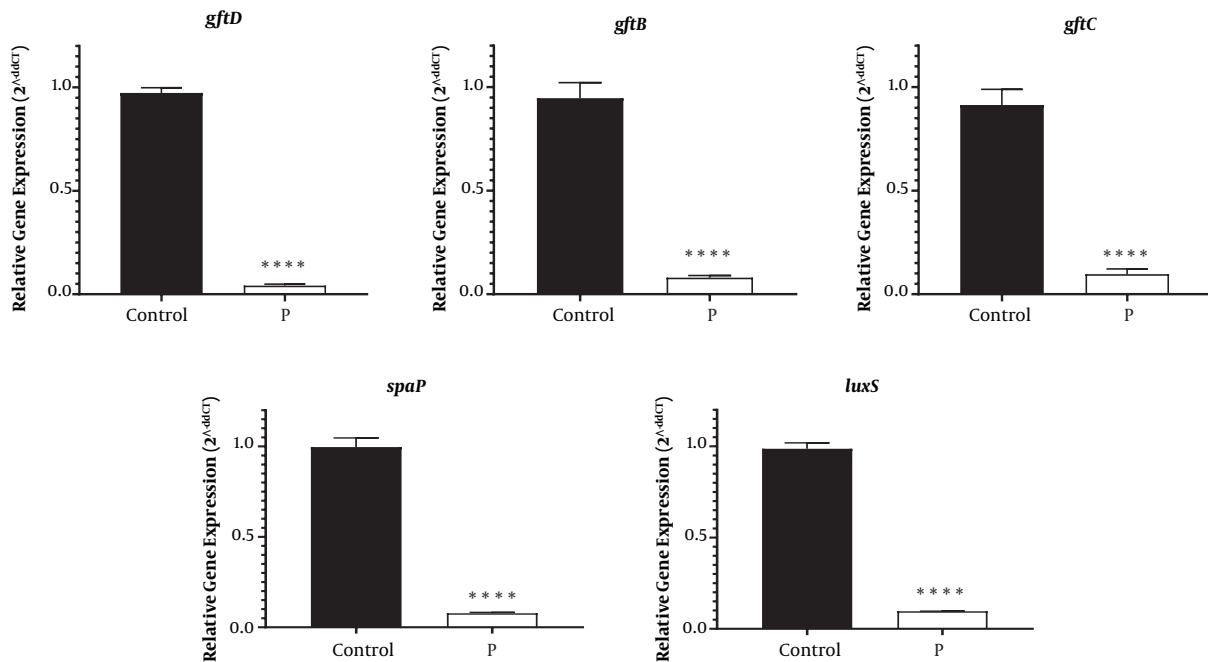 gftD
Relative Gene Expression (2^-ddCT)
1.0
0.5
0.0
****
Control
P
gftB
Relative Gene Expression (2^-ddCT)
1.0
0.5
0.0
****
Control
P
gftC
Relative Gene Expression (2^-ddCT)
1.0
0.5
0.0
****
Control
P
spaP
Relative Gene Expression (2^-ddCT)
1.0
0.5
0.0
****
Control
P
luxS
Relative Gene Expression (2^-ddCT)
1.0
0.5
0.0
****
Control
P